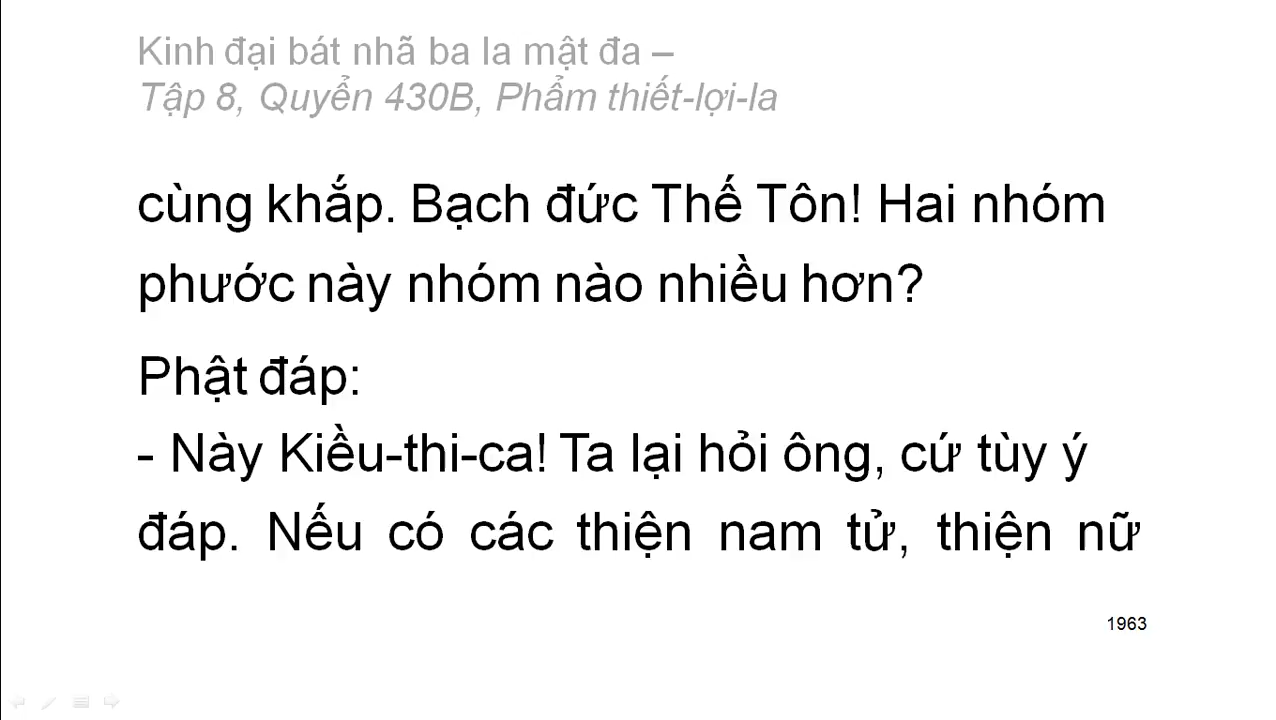 Kinh đại bát nhã ba la mật đa –
Tập 8, Quyển 430B, Phẩm thiết-lợi-la
cùng khắp. Bạch đức Thế Tôn! Hai nhóm
phước này nhóm nào nhiều hơn?
Phật đáp:
- Này Kiều-thi-ca! Ta lại hỏi ông, cứ tùy ý
đáp. Nếu có các thiện nam tử, thiện nữ
1963